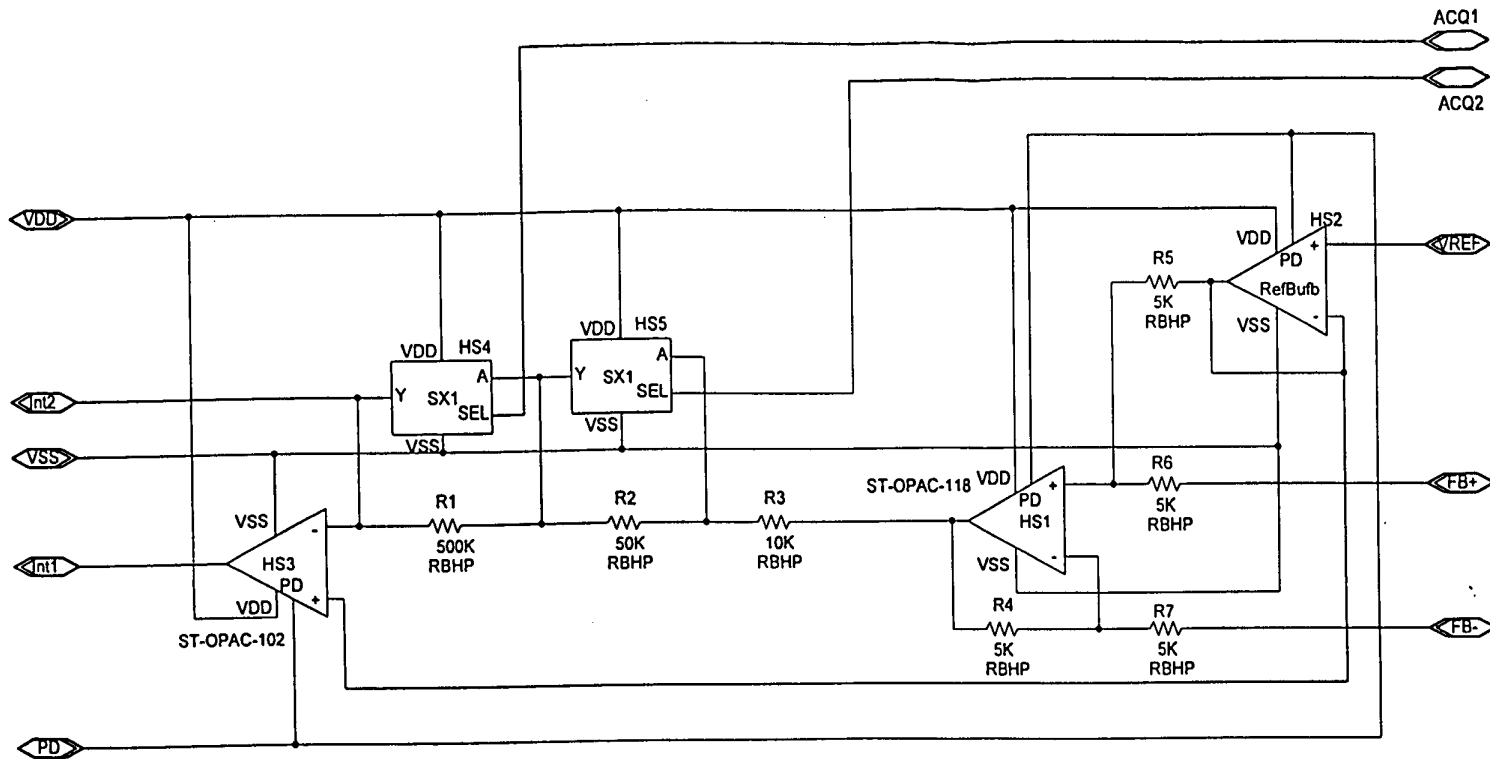 ACQ1
ACQ2
VDD
HS2
VDD
+
VREF
PD
R5
5K
RBHP
RefBufb
VSS
-
HS5
VDD
A
Y
SX1
SEL
VSS
HS4
VDD
A
Y
SX1
SEL
VSS
Int2
VSS
ST-OPAC-118
VDD
PD
+
HS1
-
VSS
R6
5K
RBHP
FB+
VSS
-
R1
500K
RBHP
R2
50K
RBHP
R3
10K
RBHP
Int1
HS3
PD
VDD
+
ST-OPAC-102
R4
5K
RBHP
R7
5K
RBHP
FB-
PD